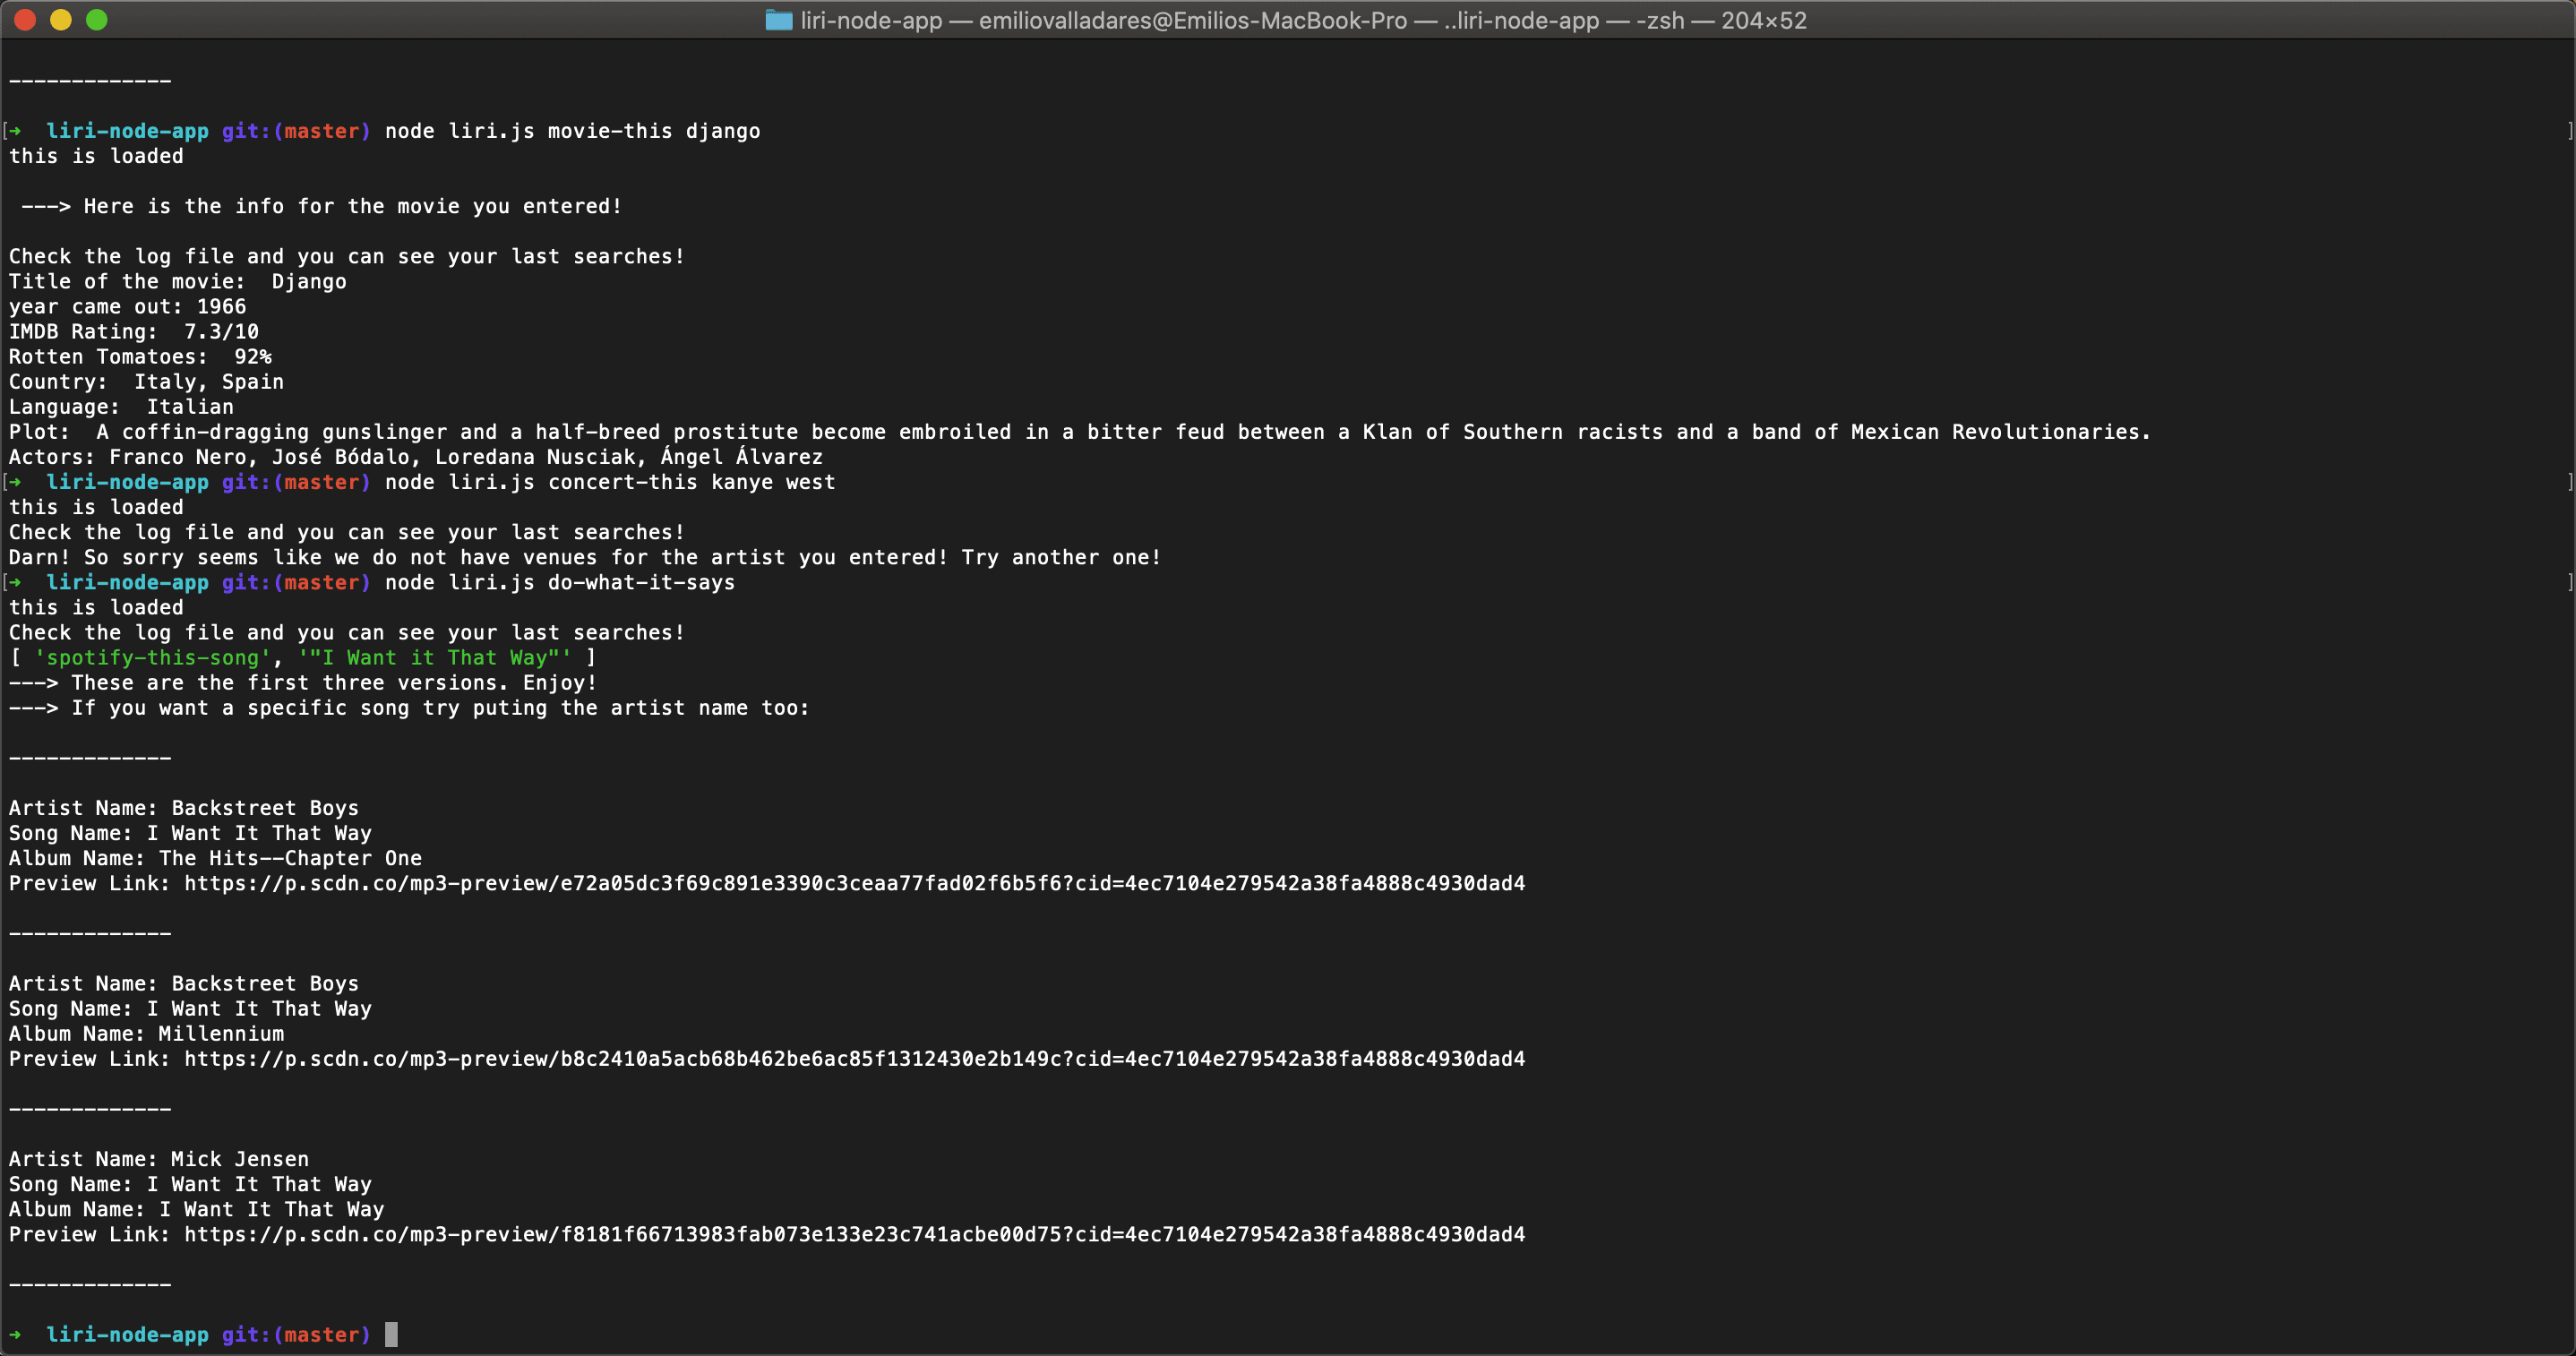 liri-node-app — emiliovalladares@Emilios-MacBook-Pro — ..liri-node-app — -zsh — 204×52
-------------
[➜  liri-node-app git:(master) node liri.js movie-this django ]
this is loaded
 ---> Here is the info for the movie you entered!
Check the log file and you can see your last searches!
Title of the movie:  Django
year came out: 1966
IMDB Rating:  7.3/10
Rotten Tomatoes:  92%
Country:  Italy, Spain
Language:  Italian
Plot:  A coffin-dragging gunslinger and a half-breed prostitute become embroiled in a bitter feud between a Klan of Southern racists and a band of Mexican Revolutionaries.
Actors: Franco Nero, José Bódalo, Loredana Nusciak, Ángel Álvarez
[➜  liri-node-app git:(master) node liri.js concert-this kanye west ]
this is loaded
Check the log file and you can see your last searches!
Darn! So sorry seems like we do not have venues for the artist you entered! Try another one!
[➜  liri-node-app git:(master) node liri.js do-what-it-says ]
this is loaded
Check the log file and you can see your last searches!
[ 'spotify-this-song', '"I Want it That Way"' ]
---> These are the first three versions. Enjoy!
---> If you want a specific song try puting the artist name too:
-------------
Artist Name: Backstreet Boys
Song Name: I Want It That Way
Album Name: The Hits--Chapter One
Preview Link: https://p.scdn.co/mp3-preview/e72a05dc3f69c891e3390c3ceaa77fad02f6b5f6?cid=4ec7104e279542a38fa4888c4930dad4
-------------
Artist Name: Backstreet Boys
Song Name: I Want It That Way
Album Name: Millennium
Preview Link: https://p.scdn.co/mp3-preview/b8c2410a5acb68b462be6ac85f1312430e2b149c?cid=4ec7104e279542a38fa4888c4930dad4
-------------
Artist Name: Mick Jensen
Song Name: I Want It That Way
Album Name: I Want It That Way
Preview Link: https://p.scdn.co/mp3-preview/f8181f66713983fab073e133e23c741acbe00d75?cid=4ec7104e279542a38fa4888c4930dad4
-------------
➜  liri-node-app git:(master)